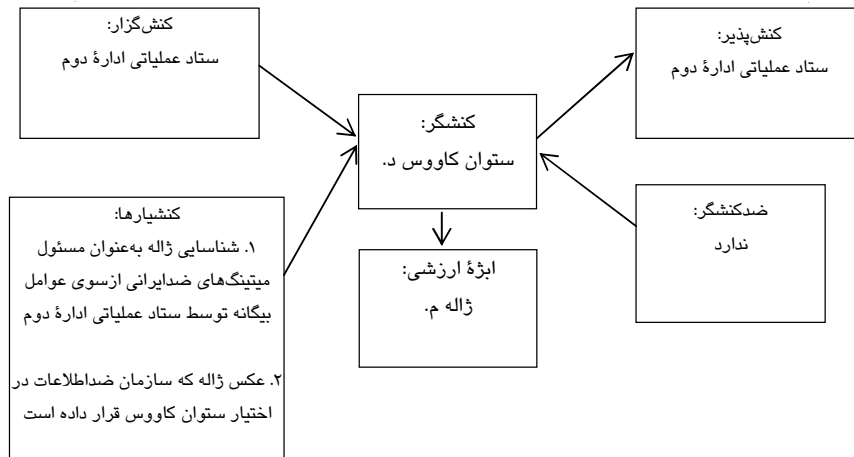 کنش‌گزار:
ستاد عملیاتی ادارهٔ دوم
کنش‌پذیر:
ستاد عملیاتی ادارهٔ دوم
کنشگر:
ستوان کاووس د.
کنشیارها:
۱. شناسایی ژاله به‌عنوان مسئول
میتینگ‌های ضدایرانی ازسوی عوامل
بیگانه توسط ستاد عملیاتی ادارهٔ دوم
۲. عکس ژاله که سازمان ضداطلاعات در
اختیار ستوان کاووس قرار داده است
ابژهٔ ارزشی:
ژاله م.
ضدکنشگر:
ندارد